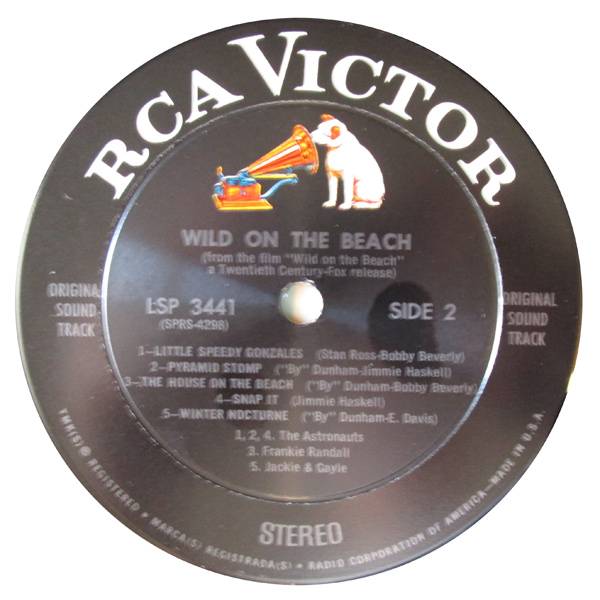 RCA VICTOR
WILD ON THE BEACH
(from the film "Wild on the Beach"
a Twentieth Century-Fox release)
ORIGINAL
SOUND
TRACK
LSP 3441
(SPRS-4298)
SIDE 2
ORIGINAL
SOUND
TRACK
1—LITTLE SPEEDY GONZALES (Stan Ross-Bobby Beverly)
2—PYRAMID STOMP ("By" Dunham-Jimmie Haskell)
3—THE HOUSE ON THE BEACH ("By" Dunham-Bobby Beverly)
4—SNAP IT (Jimmie Haskell)
5—WINTER NOCTURNE ("By" Dunham-E. Davis)
1, 2, 4. The Astronauts
3. Frankie Randall
5. Jackie & Gayle
STEREO
TMK(S) ® REGISTERED • MARCA(S) REGISTRADA(S) • RADIO CORPORATION OF AMERICA—MADE IN U.S.A.